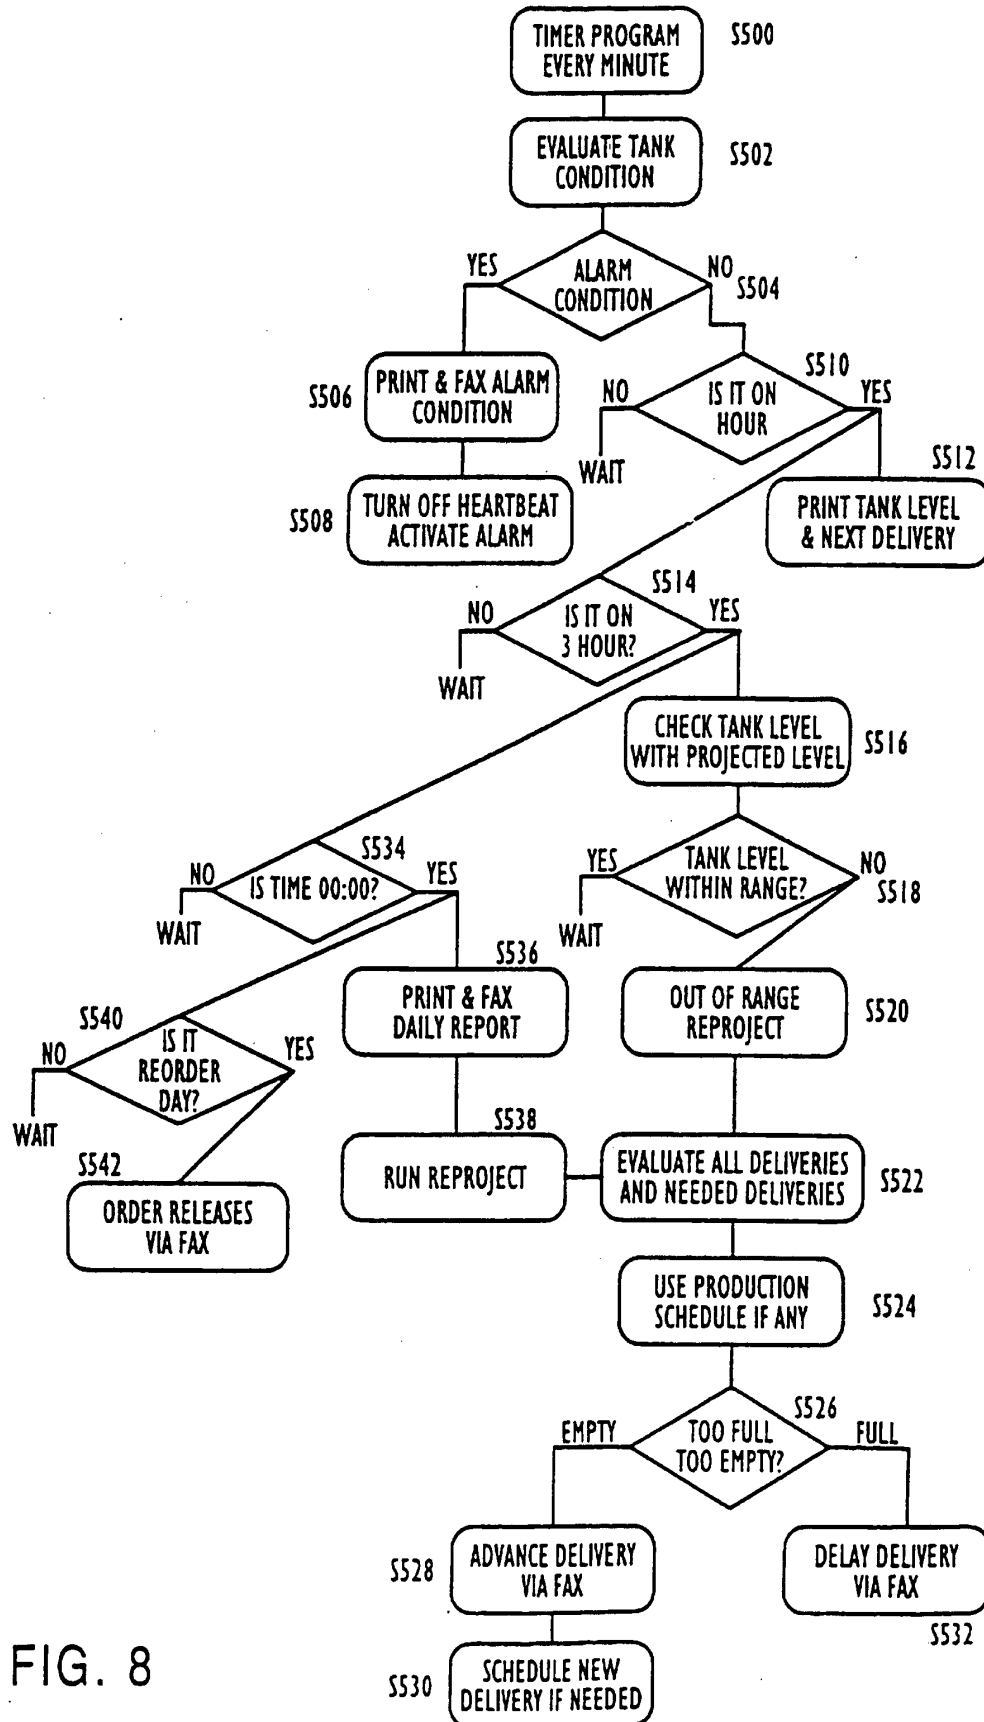 TIMER PROGRAM
EVERY MINUTE
S500
EVALUATE TANK
CONDITION
S502
YES
ALARM
CONDITION
NO
S504
S506
PRINT & FAX ALARM
CONDITION
S510
NO
IS IT ON
HOUR
YES
WAIT
S508
TURN OFF HEARTBEAT
ACTIVATE ALARM
S512
PRINT TANK LEVEL
& NEXT DELIVERY
S514
NO
IS IT ON
3 HOUR?
YES
WAIT
CHECK TANK LEVEL
WITH PROJECTED LEVEL
S516
S534
NO
IS TIME 00:00?
YES
WAIT
YES
TANK LEVEL
WITHIN RANGE?
NO
S518
WAIT
S536
PRINT & FAX
DAILY REPORT
OUT OF RANGE
REPROJECT
S520
S540
NO
IS IT
REORDER
DAY?
YES
WAIT
S538
RUN REPROJECT
EVALUATE ALL DELIVERIES
AND NEEDED DELIVERIES
S522
S542
ORDER RELEASES
VIA FAX
USE PRODUCTION
SCHEDULE IF ANY
S524
S526
EMPTY
TOO FULL
TOO EMPTY?
FULL
S528
ADVANCE DELIVERY
VIA FAX
DELAY DELIVERY
VIA FAX
S532
S530
SCHEDULE NEW
DELIVERY IF NEEDED
FIG. 8